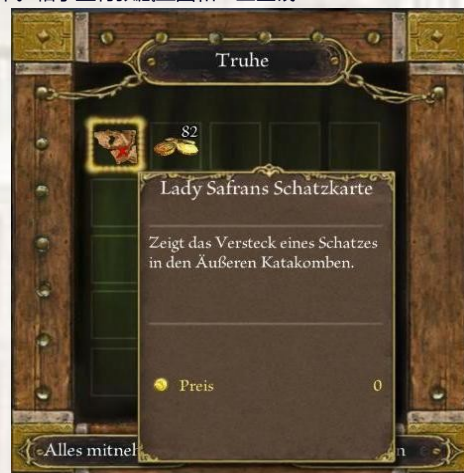 Truhe
82
Lady Safrans Schatzkarte
Zeigt das Versteck eines Schatzes
in den Äußeren Katakomben.
Preis 0
Alles mitneh
n